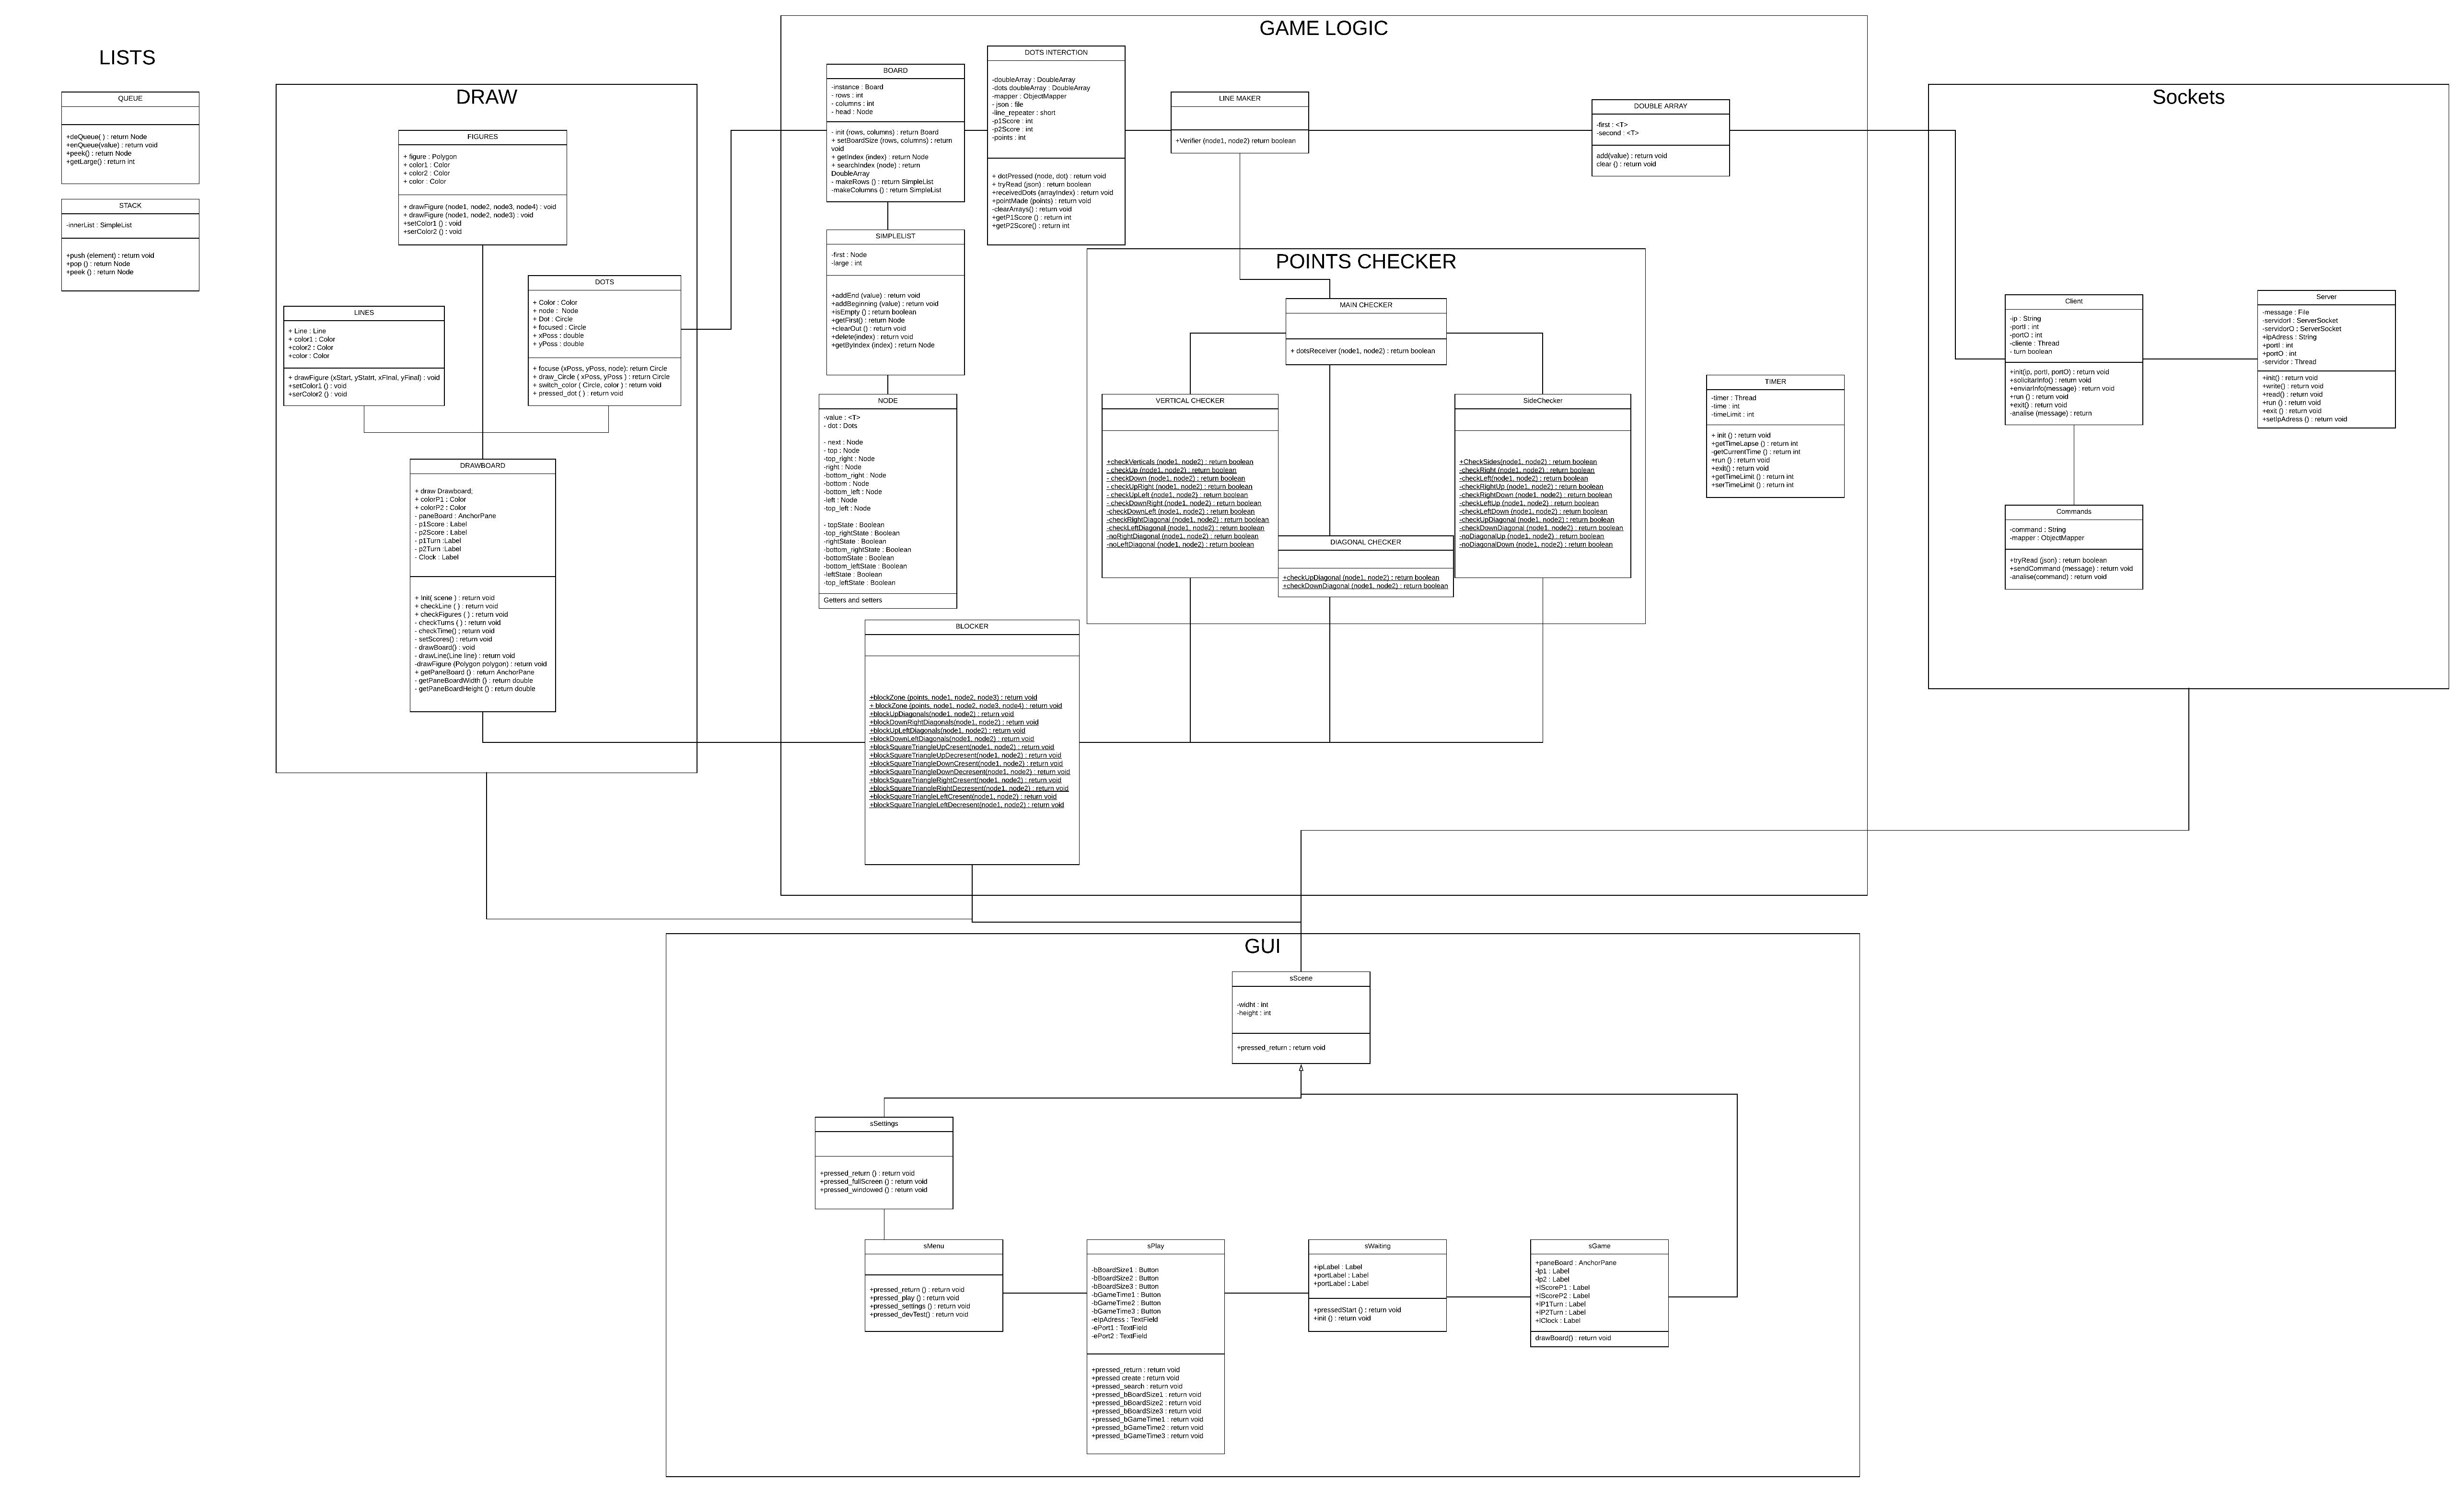 LISTS
QUEUE
+deQueue( ) : return Node
+enQueue(value) : return void
+peek() : return Node
+getLarge() : return int
STACK
-innerList : SimpleList
+push (element) : return void
+pop () : return Node
+peek () : return Node
DRAW
FIGURES
+ figure : Polygon
+ color1 : Color
+ color2 : Color
+ color : Color
+ drawFigure (node1, node2, node3, node4) : void
+ drawFigure (node1, node2, node3) : void
+setColor1 () : void
+serColor2 () : void
LINES
+ Line : Line
+ color1 : Color
+color2 : Color
+color : Color
+ drawFigure (xStart, yStatrt, xFinal, yFinal) : void
+setColor1 () : void
+serColor2 () : void
DOTS
+ Color : Color
+ node :  Node
+ Dot : Circle
+ focused : Circle
+ xPoss : double
+ yPoss : double
+ focuse (xPoss, yPoss, node): return Circle
+ draw_Circle ( xPoss, yPoss ) : return Circle
+ switch_color ( Circle, color ) : return void
+ pressed_dot ( ) : return void
DRAWBOARD
+ draw Drawboard;
+ colorP1 : Color
+ colorP2 : Color
- paneBoard : AnchorPane
- p1Score : Label
- p2Score : Label
- p1Turn :Label
- p2Turn :Label
- Clock : Label
+ Init( scene ) : return void
+ checkLine ( ) : return void
+ checkFigures ( ) : return void
- checkTurns ( ) : return void
- checkTime() ; return void
- setScores() : return void
- drawBoard() : void
- drawLine(Line line) : return void
-drawFigure (Polygon polygon) : return void
+ getPaneBoard () : return AnchorPane
- getPaneBoardWidth () : return double
- getPaneBoardHeight () : return double
GAME LOGIC
BOARD
-instance : Board
- rows : int
- columns : int
- head : Node
- init (rows, columns) : return Board
+ setBoardSize (rows, columns) : return
void
+ getIndex (index) : return Node
+ searchIndex (node) : return
DoubleArray
- makeRows () : return SimpleList
-makeColumns () : return SimpleList
SIMPLELIST
-first : Node
-large : int
+addEnd (value) : return void
+addBeginning (value) : return void
+isEmpty () : return boolean
+getFirst() : return Node
+clearOut () : return void
+delete(index) : return void
+getByIndex (index) : return Node
NODE
-value : <T>
- dot : Dots
- next : Node
- top : Node
-top_right : Node
-right : Node
-bottom_right : Node
-bottom : Node
-bottom_left : Node
-left : Node
-top_left : Node
- topState : Boolean
-top_rightState : Boolean
-rightState : Boolean
-bottom_rightState : Boolean
-bottomState : Boolean
-bottom_leftState : Boolean
-leftState : Boolean
-top_leftState : Boolean
Getters and setters
DOTS INTERCTION
-doubleArray : DoubleArray
-dots doubleArray : DoubleArray
-mapper : ObjectMapper
- json : file
-line_repeater : short
-p1Score : int
-p2Score : int
-points : int
+ dotPressed (node, dot) : return void
+ tryRead (json) : return boolean
+receivedDots (arrayIndex) : return void
+pointMade (points) : return void
-clearArrays() : return void
+getP1Score () : return int
+getP2Score() : return int
LINE MAKER
+Verifier (node1, node2) return boolean
DOUBLE ARRAY
-first : <T>
-second : <T>
add(value) : return void
clear () : return void
POINTS CHECKER
MAIN CHECKER
+ dotsReceiver (node1, node2) : return boolean
VERTICAL CHECKER
+checkVerticals (node1, node2) : return boolean
- checkUp (node1, node2) : return boolean
- checkDown (node1, node2) : return boolean
- checkUpRight (node1, node2) : return boolean
- checkUpLeft (node1, node2) : return boolean
- checkDownRight (node1, node2) : return boolean
-checkDownLeft (node1, node2) : return boolean
-checkRightDiagonal (node1, node2) : return boolean
-checkLeftDiagonal (node1, node2) : return boolean
-noRightDiagonal (node1, node2) : return boolean
-noLeftDiagonal (node1, node2) : return boolean
DIAGONAL CHECKER
+checkUpDiagonal (node1, node2) : return boolean
+checkDownDiagonal (node1, node2) : return boolean
SideChecker
+CheckSides(node1, node2) : return boolean
-checkRight (node1, node2) : return boolean
-checkLeft(node1, node2) : return boolean
-checkRightUp (node1, node2) : return boolean
-checkRightDown (node1, node2) : return boolean
-checkLeftUp (node1, node2) : return boolean
-checkLeftDown (node1, node2) : return boolean
-checkUpDiagonal (node1, node2) : return boolean
-checkDownDiagonal (node1, node2) : return boolean
-noDiagonalUp (node1, node2) : return boolean
-noDiagonalDown (node1, node2) : return boolean
TIMER
-timer : Thread
-time : int
-timeLimit : int
+ init () : return void
+getTimeLapse () : return int
-getCurrentTime () : return int
+run () : return void
+exit() : return void
+getTimeLimit () : return int
+serTimeLimit () : return int
BLOCKER
+blockZone (points, node1, node2, node3) : return void
+ blockZone (points, node1, node2, node3, node4) : return void
+blockUpDiagonals(node1, node2) : return void
+blockDownRightDiagonals(node1, node2) : return void
+blockUpLeftDiagonals(node1, node2) : return void
+blockDownLeftDiagonals(node1, node2) : return void
+blockSquareTriangleUpCresent(node1, node2) : return void
+blockSquareTriangleUpDecresent(node1, node2) : return void
+blockSquareTriangleDownCresent(node1, node2) : return void
+blockSquareTriangleDownDecresent(node1, node2) : return void
+blockSquareTriangleRightCresent(node1, node2) : return void
+blockSquareTriangleRightDecresent(node1, node2) : return void
+blockSquareTriangleLeftCresent(node1, node2) : return void
+blockSquareTriangleLeftDecresent(node1, node2) : return void
Sockets
Client
-ip : String
-portI : int
-portO ; int
-cliente : Thread
- turn boolean
+init(ip, portI, portO) : return void
+solicitarInfo() : return void
+enviarInfo(message) : return void
+run () : return void
+exit() : return void
-analise (message) : return
Server
-message : File
-servidorI : ServerSocket
-servidorO : ServerSocket
+ipAdress : String
+portI : int
+portO : int
-servidor : Thread
+init() : return void
+write() : return void
+read() : return void
+run () : return void
+exit () : return void
+setIpAdress () : return void
Commands
-command : String
-mapper : ObjectMapper
+tryRead (json) : return boolean
+sendCommand (message) : return void
-analise(command) : return void
GUI
sScene
-widht : int
-height : int
+pressed_return : return void
sSettings
+pressed_return () : return void
+pressed_fullScreen () : return void
+pressed_windowed () : return void
sMenu
+pressed_return () : return void
+pressed_play () : return void
+pressed_settings () : return void
+pressed_devTest() : return void
sPlay
-bBoardSize1 : Button
-bBoardSize2 : Button
-bBoardSize3 : Button
-bGameTime1 : Button
-bGameTime2 : Button
-bGameTime3 : Button
-eIpAdress : TextField
-ePort1 : TextField
-ePort2 : TextField
+pressed_return : return void
+pressed create : return void
+pressed_search : return void
+pressed_bBoardSize1 : return void
+pressed_bBoardSize2 : return void
+pressed_bBoardSize3 : return void
+pressed_bGameTime1 : return void
+pressed_bGameTime2 : return void
+pressed_bGameTime3 : return void
sWaiting
+ipLabel : Label
+portLabel : Label
+portLabel : Label
+pressedStart () : return void
+init () : return void
sGame
+paneBoard : AnchorPane
-lp1 : Label
-lp2 : Label
+lScoreP1 : Label
+lScoreP2 : Label
+lP1Turn : Label
+lP2Turn : Label
+lClock : Label
drawBoard() : return void